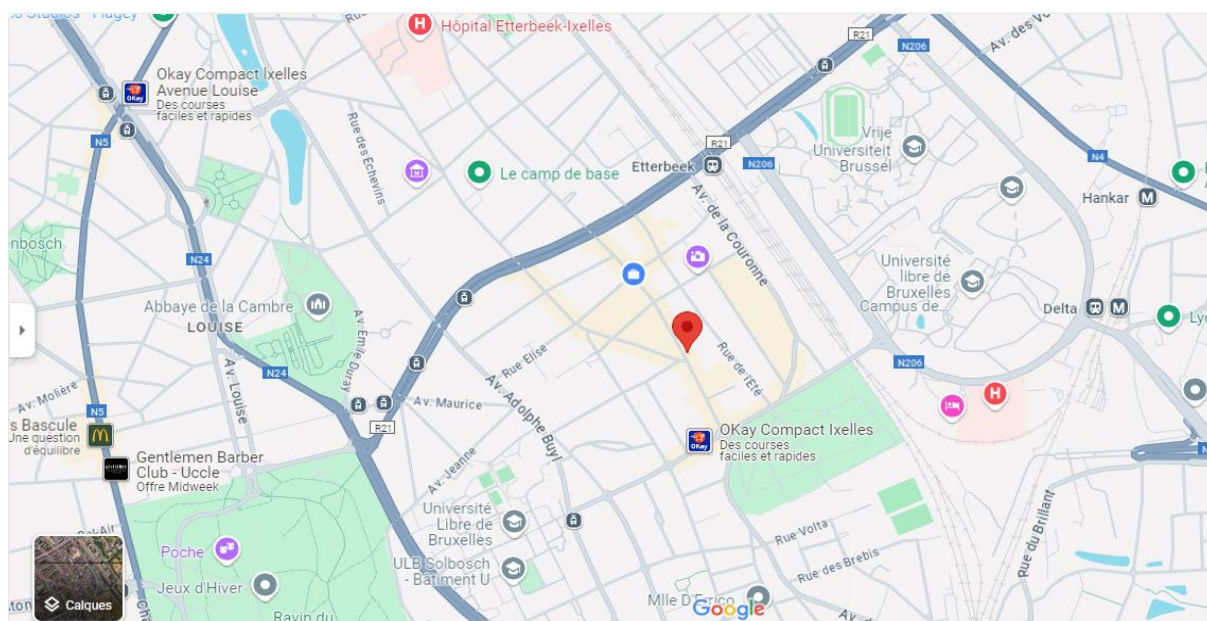 Hôpital Etterbeek-Ixelles
R21
N206
Av. des
Okay Compact Ixelles
Avenue Louise
Des courses
faciles et rapides
N5
Rue des Echevins
Le camp de base
Etterbeek
R21
N206
Av. de la Couronne
Vrije
Universiteit
Brussel
N4
Hankar
M
N24
Abbaye de la Cambre
LOUISE
Av. Louise
Av. Emile Duray
Université
libre de
Bruxelles
Campus de...
Delta
M
N206
Rue Elise
Rue de l'Eté
N24
Av. Molière
N5
Bascule
Une question
d'équilibre
Av. Maurice
R21
Av. Adolphe Buyl
OKay Compact Ixelles
Des courses
faciles et rapides
H
Gentlemen Barber
Club - Uccle
Offre Midweek
Av. Jeanne
Université
Libre de
Bruxelles
ULB Solbosch
- Bâtiment U
Rue Volta
Rue des Brebis
Rue du Brillant
Poche
Jeux d'Hiver
Ravin du
Calques
Mlle D'Errico
Google